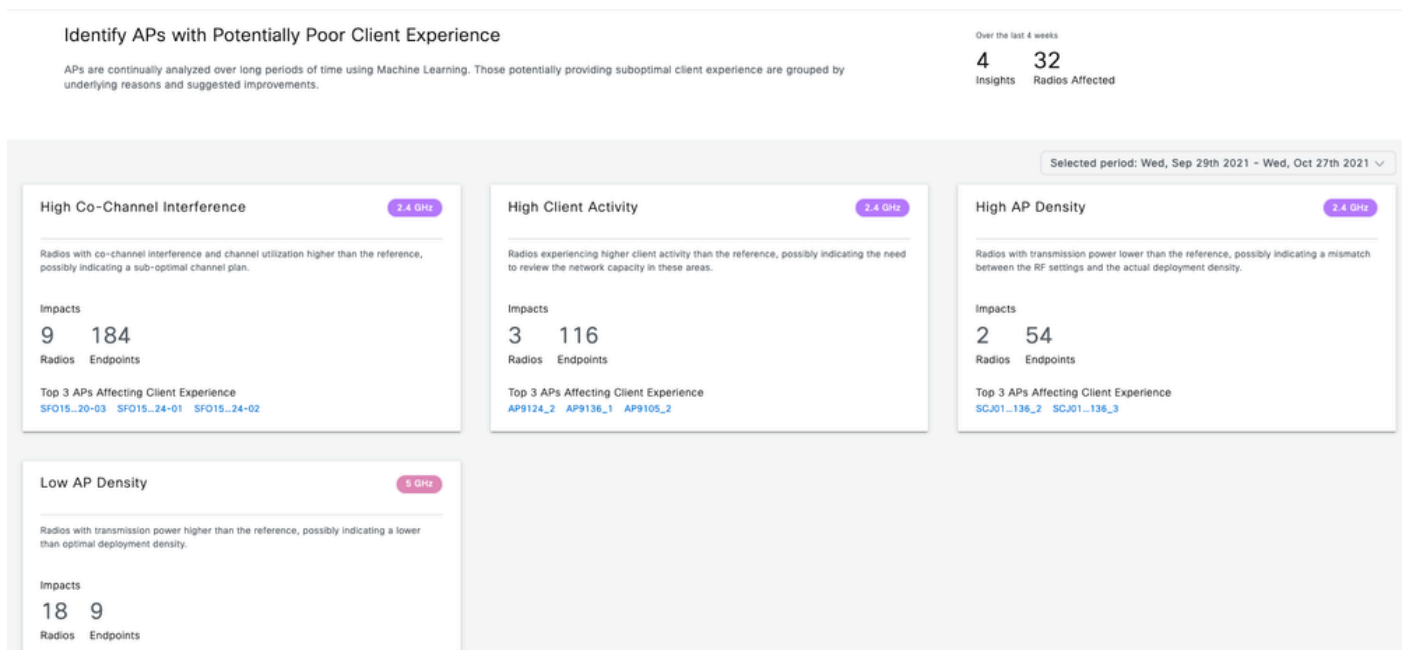 Identify APs with Potentially Poor Client Experience
APs are continually analyzed over long periods of time using Machine Learning. Those potentially providing suboptimal client experience are grouped by
underlying reasons and suggested improvements.
Over the last 4 weeks
4 32
Insights Radios Affected
Selected period: Wed, Sep 29th 2021 - Wed, Oct 27th 2021
High Co-Channel Interference 2.4 GHz
Radios with co-channel interference and channel utilization higher than the reference,
possibly indicating a sub-optimal channel plan.
Impacts
9 184
Radios Endpoints
Top 3 APs Affecting Client Experience
SFO15...20-03 SFO15...24-01 SFO15...24-02
High Client Activity 2.4 GHz
Radios experiencing higher client activity than the reference, possibly indicating the need
to review the network capacity in these areas.
Impacts
3 116
Radios Endpoints
Top 3 APs Affecting Client Experience
AP9124_2 AP9136_1 AP9105_2
High AP Density 2.4 GHz
Radios with transmission power lower than the reference, possibly indicating a mismatch
between the RF settings and the actual deployment density.
Impacts
2 54
Radios Endpoints
Top 3 APs Affecting Client Experience
SCJ01...136_2 SCJ01...136_3
Low AP Density 5 GHz
Radios with transmission power higher than the reference, possibly indicating a lower
than optimal deployment density.
Impacts
18 9
Radios Endpoints